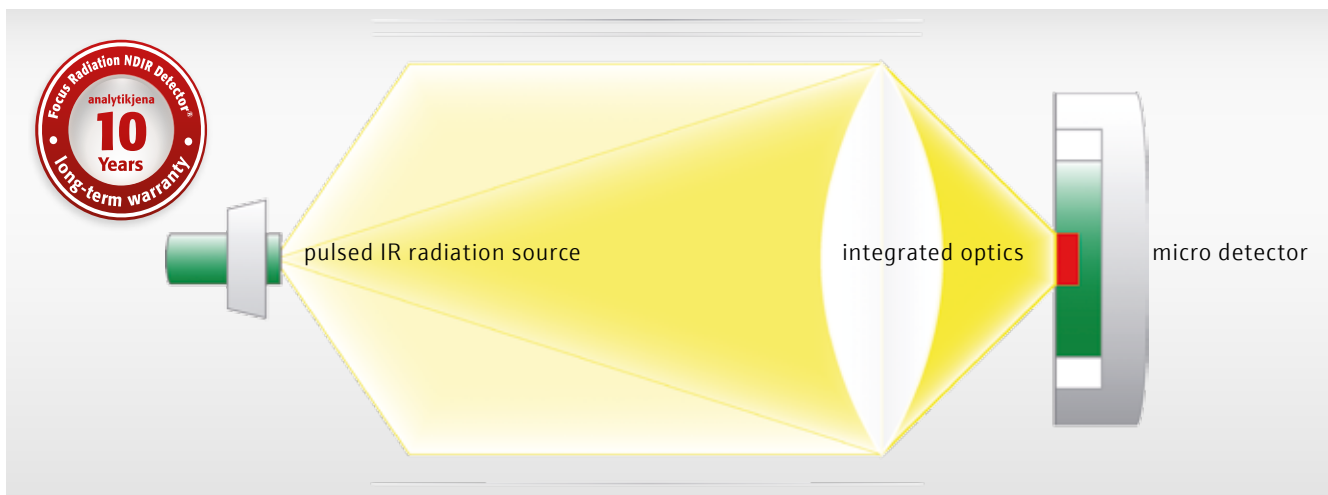 Focus Radiation NDIR Detector®
analytikjena
10
Years
• long-term warranty •
pulsed IR radiation source
integrated optics
micro detector